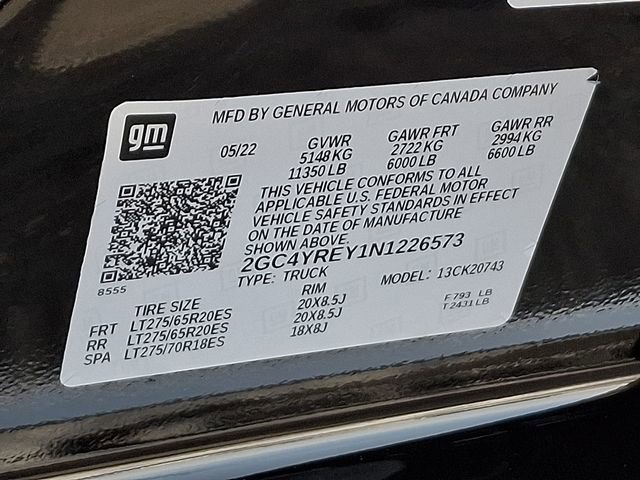 gm
MFD BY GENERAL MOTORS OF CANADA COMPANY
05/22 GVWR GAWR FRT GAWR RR
5148 KG 2722 KG 2994 KG
11350 LB 6000 LB 6600 LB
THIS VEHICLE CONFORMS TO ALL
APPLICABLE U.S. FEDERAL MOTOR
VEHICLE SAFETY STANDARDS IN EFFECT
ON THE DATE OF MANUFACTURE
SHOWN ABOVE.
2GC4YREY1N1226573
8555
TYPE: TRUCK MODEL: 13CK20743
TIRE SIZE RIM
FRT LT275/65R20ES 20X8.5J
RR LT275/65R20ES 20X8.5J
SPA LT275/70R18ES 18X8J
F 793 LB
T 2431 LB